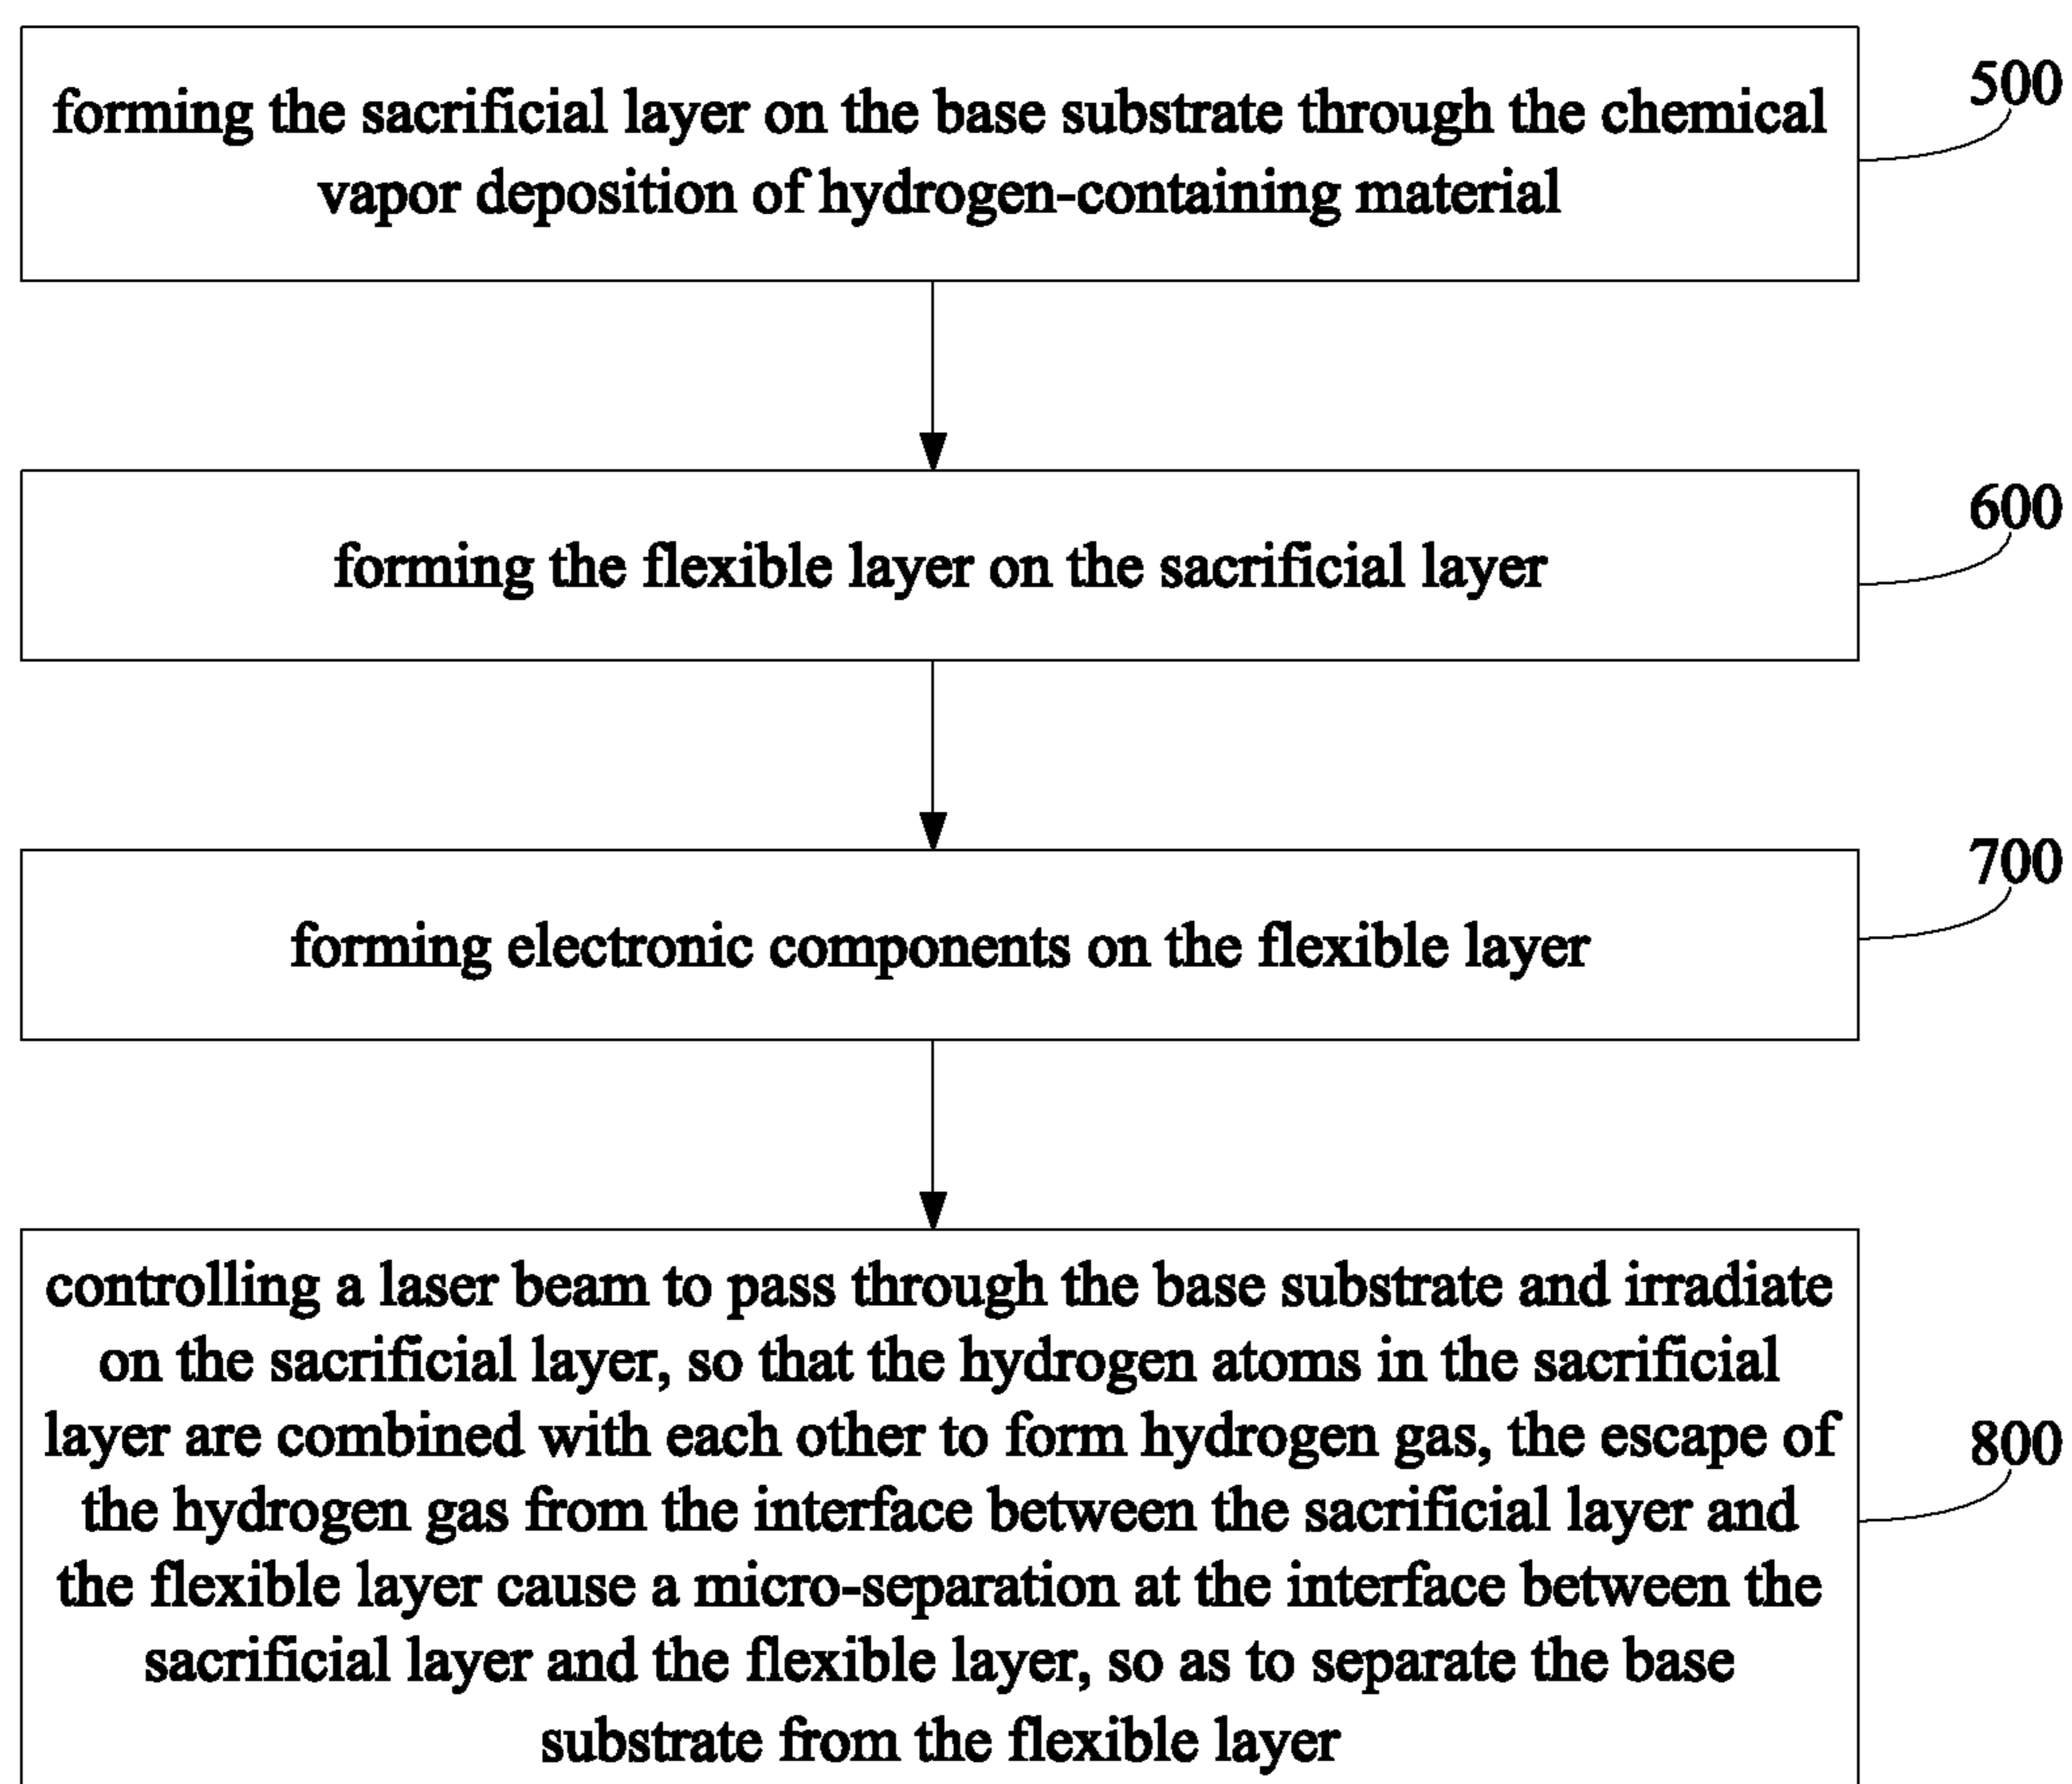 500
forming the sacrificial layer on the base substrate through the chemical
vapor deposition of hydrogen-containing material
600
forming the flexible layer on the sacrificial layer
700
forming electronic components on the flexible layer
controlling a laser beam to pass through the base substrate and irradiate
on the sacrificial layer, so that the hydrogen atoms in the sacrificial
layer are combined with each other to form hydrogen gas, the escape of
800
the hydrogen gas from the interface between the sacrificial layer and
the flexible layer cause a micro-separation at the interface between the
sacrificial layer and the flexible layer, so as to separate the base
substrate from the flexible layer